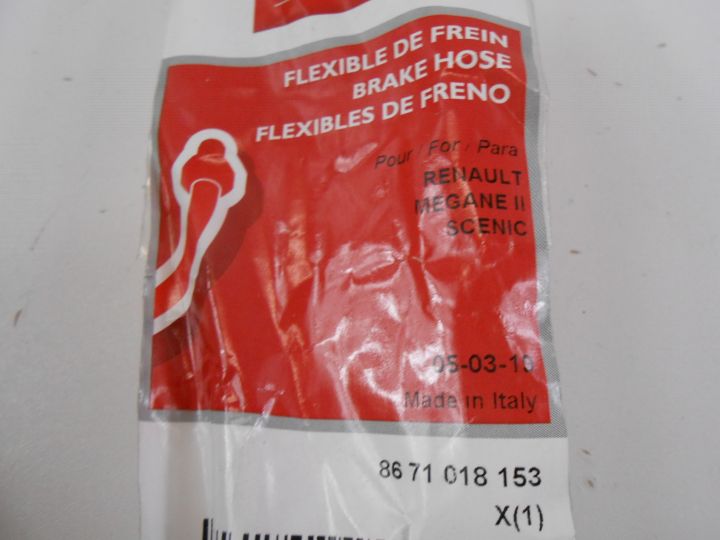 FLEXIBLE DE FREIN
BRAKE HOSE
FLEXIBLES DE FRENO
Pour / For / Para
RENAULT
MEGANE II
SCENIC
05-03-10
Made in Italy
86 71 018 153
X(1)